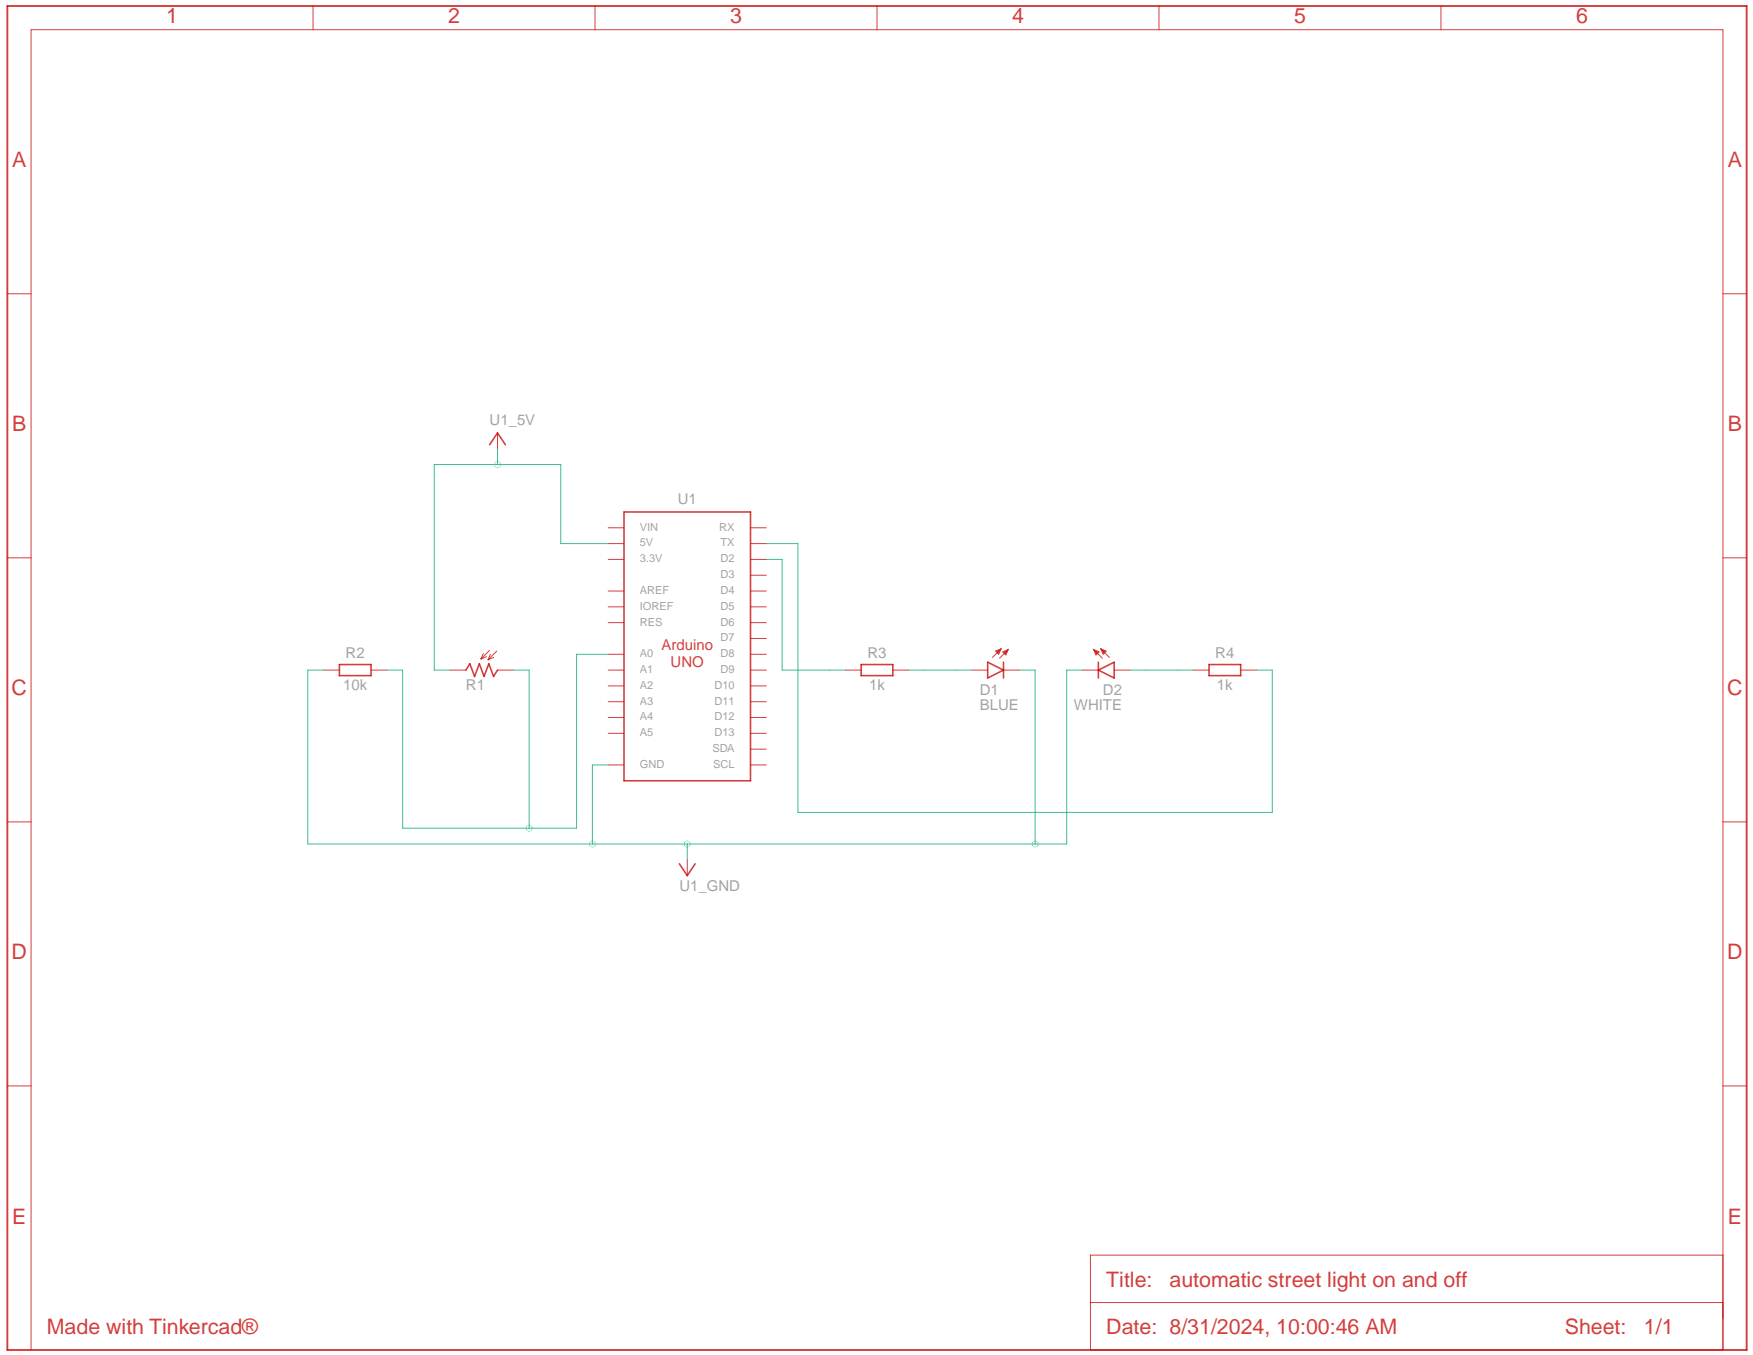 1 2 3 4 5 6
A A
B B
U1_5V
U1
VIN RX
5V TX
3.3V D2
D3
AREF D4
IOREF D5
RES D6
D7
Arduino
UNO
A0 D8
A1 D9
A2 D10
A3 D11
A4 D12
A5 D13
SDA
GND SCL
R2
10k
R1
R3
1k
D1
BLUE
D2
WHITE
R4
1k
C C
U1_GND
D D
E E
Title: automatic street light on and off
Made with Tinkercad®
Date: 8/31/2024, 10:00:46 AM Sheet: 1/1